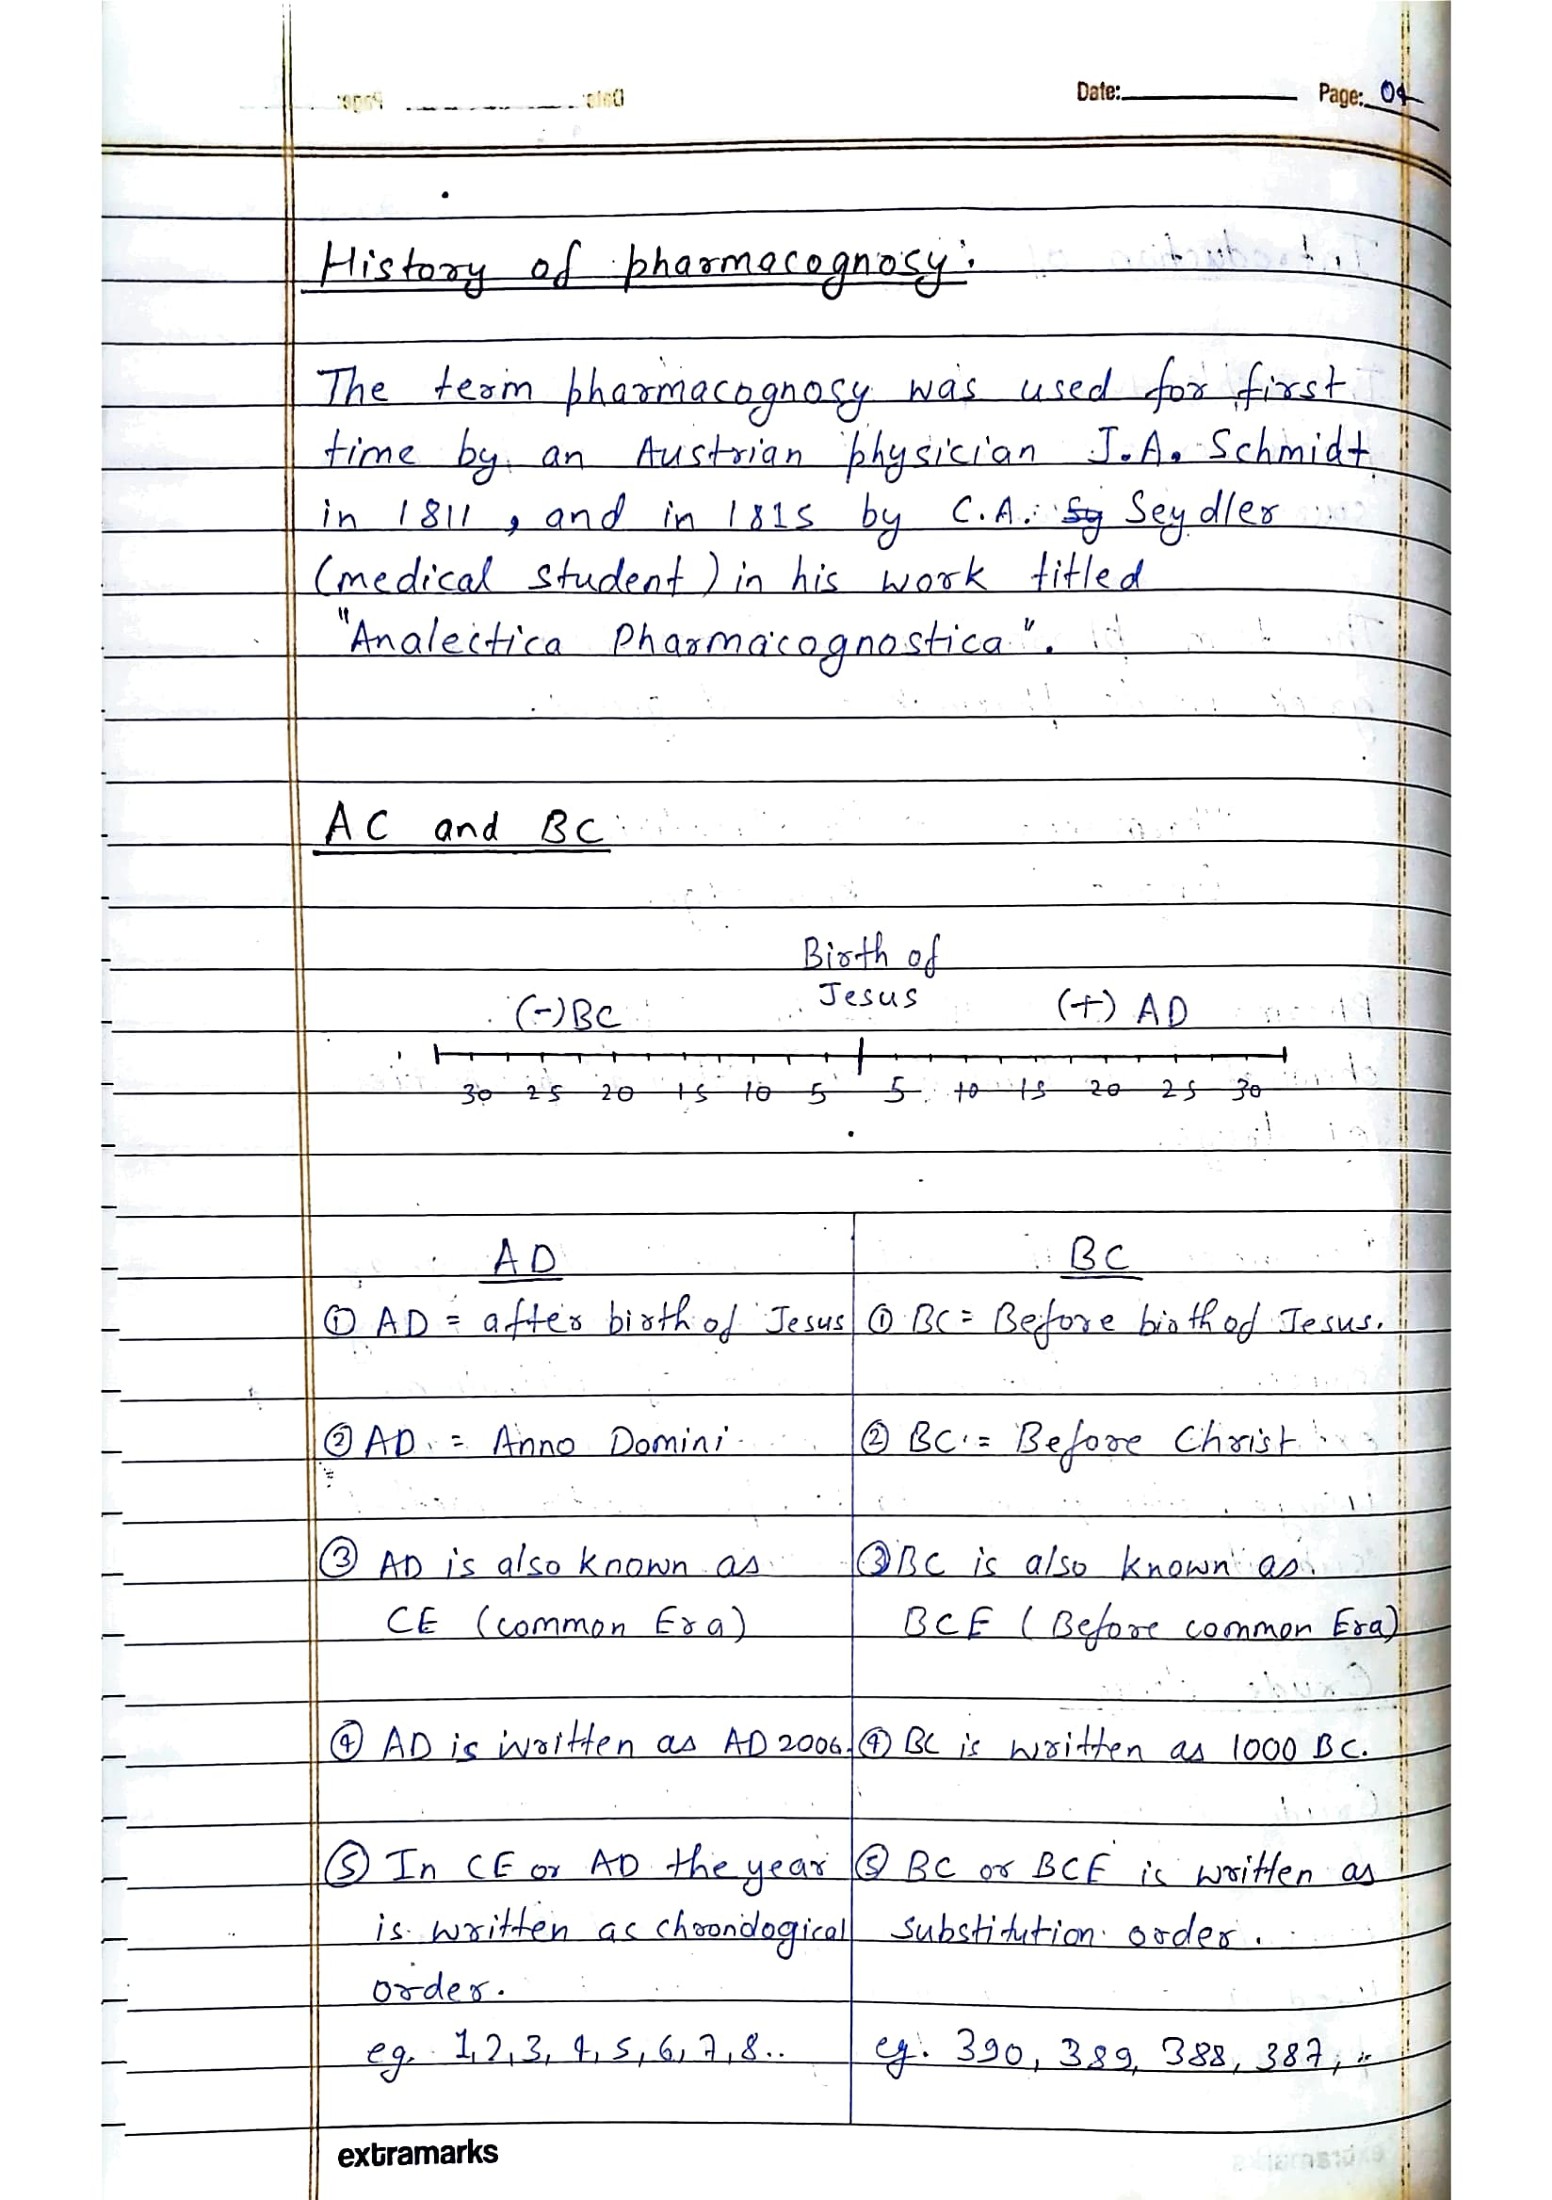 Date: Page: 04
History of pharmacognosy:
The term pharmacognosy was used for first
time by an Austrian physician J.A. Schmidt
in 1811, and in 1815 by C.A. Sy Seydler
(medical student) in his work titled
"Analectica Pharmacognostica".
AC and BC
Birth of
Jesus
(-) BC (+) AD
30 25 20 15 10 5 5 10 15 20 25 30
AD BC
① AD = after birth of Jesus ① BC = Before birth of Jesus.
② AD = Anno Domini ② BC = Before Christ
③ AD is also known as ③ BC is also known as
CE (common Era) BCE (Before common Era)
④ AD is written as AD 2006. ④ BC is written as 1000 BC.
⑤ In CE or AD the year ⑤ BC or BCE is written as
is written as chrondogical substitution order.
order.
eg. 1,2,3,4,5,6,7,8.. eg. 390, 389, 388, 387, ..
extramarks